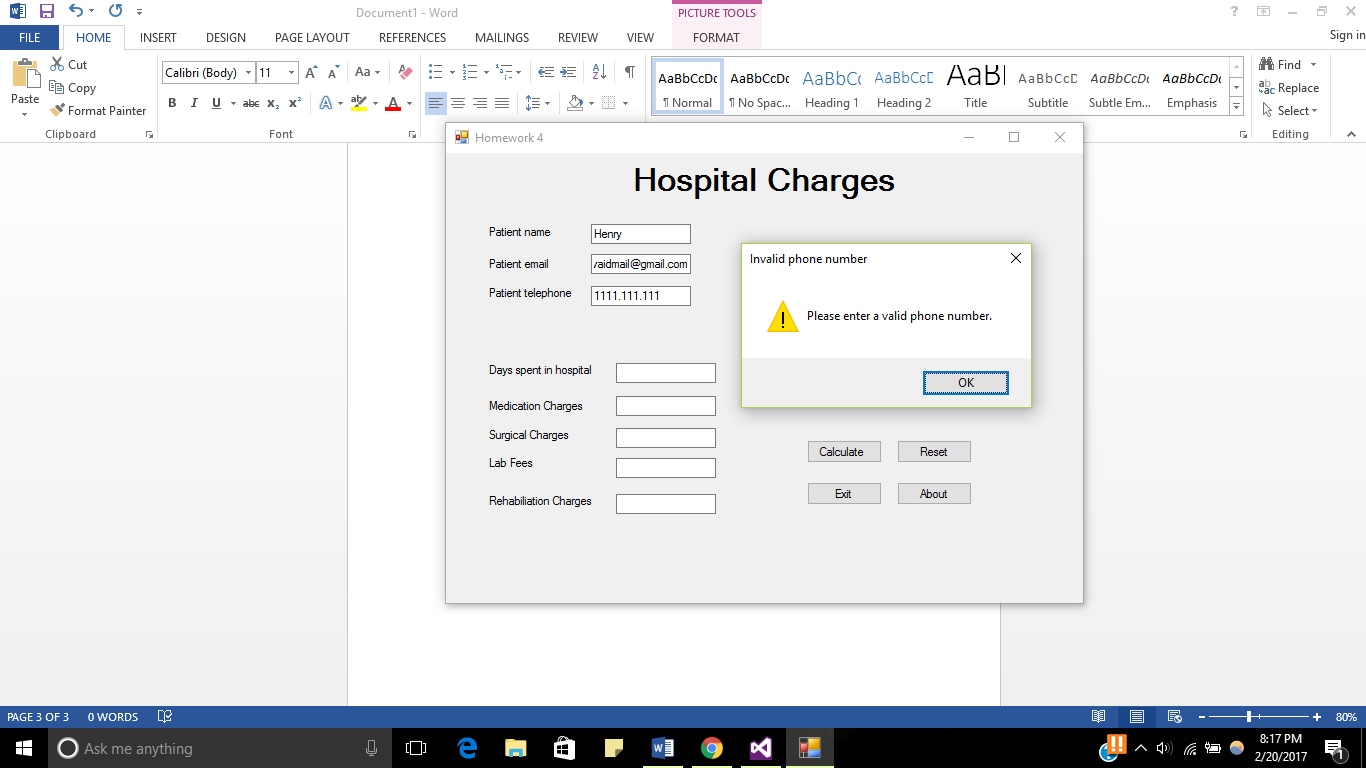 Document1 - Word
PICTURE TOOLS
?
FILE HOME INSERT DESIGN PAGE LAYOUT REFERENCES MAILINGS REVIEW VIEW FORMAT Sign in
Paste
Cut
Copy
Format Painter
Clipboard
Calibri (Body) 11
B I U abc x₂ x²
Font
AaBbCcDc
¶ Normal
AaBbCcDc
¶ No Spac...
AaBbCc
Heading 1
AaBbCcD
Heading 2
AaBl
Title
AaBbCcD
Subtitle
AaBbCcDc
Subtle Em...
AaBbCcDc
Emphasis
Find
Replace
Select
Editing
Homework 4
Hospital Charges
Patient name Henry
Patient email raidmail@gmail.com
Patient telephone 1111.111.111
Invalid phone number
Please enter a valid phone number.
OK
Days spent in hospital
Medication Charges
Surgical Charges
Lab Fees
Rehabiliation Charges
Calculate Reset
Exit About
PAGE 3 OF 3 0 WORDS 80%
Ask me anything
8:17 PM
2/20/2017
1